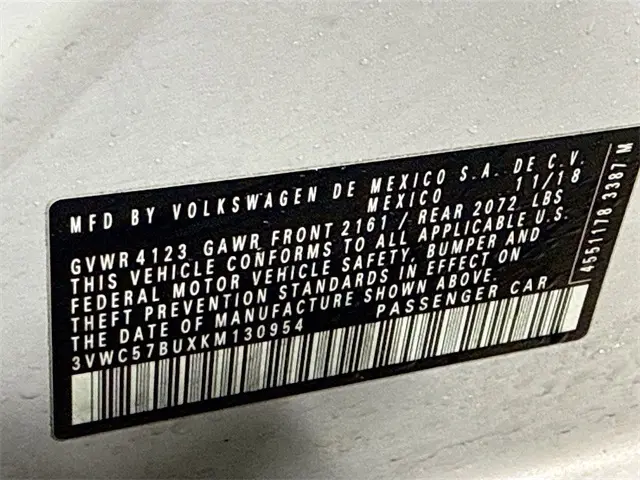 MFD BY VOLKSWAGEN DE MEXICO S.A. DE C.V.
MEXICO 11/18
GVWR 4123 GAWR FRONT 2161 / REAR 2072 LBS
THIS VEHICLE CONFORMS TO ALL APPLICABLE U.S.
FEDERAL MOTOR VEHICLE SAFETY, BUMPER AND
THEFT PREVENTION STANDARDS IN EFFECT ON
THE DATE OF MANUFACTURE SHOWN ABOVE.
3VWC57BUXKM130954 PASSENGER CAR
4551178 3387 M